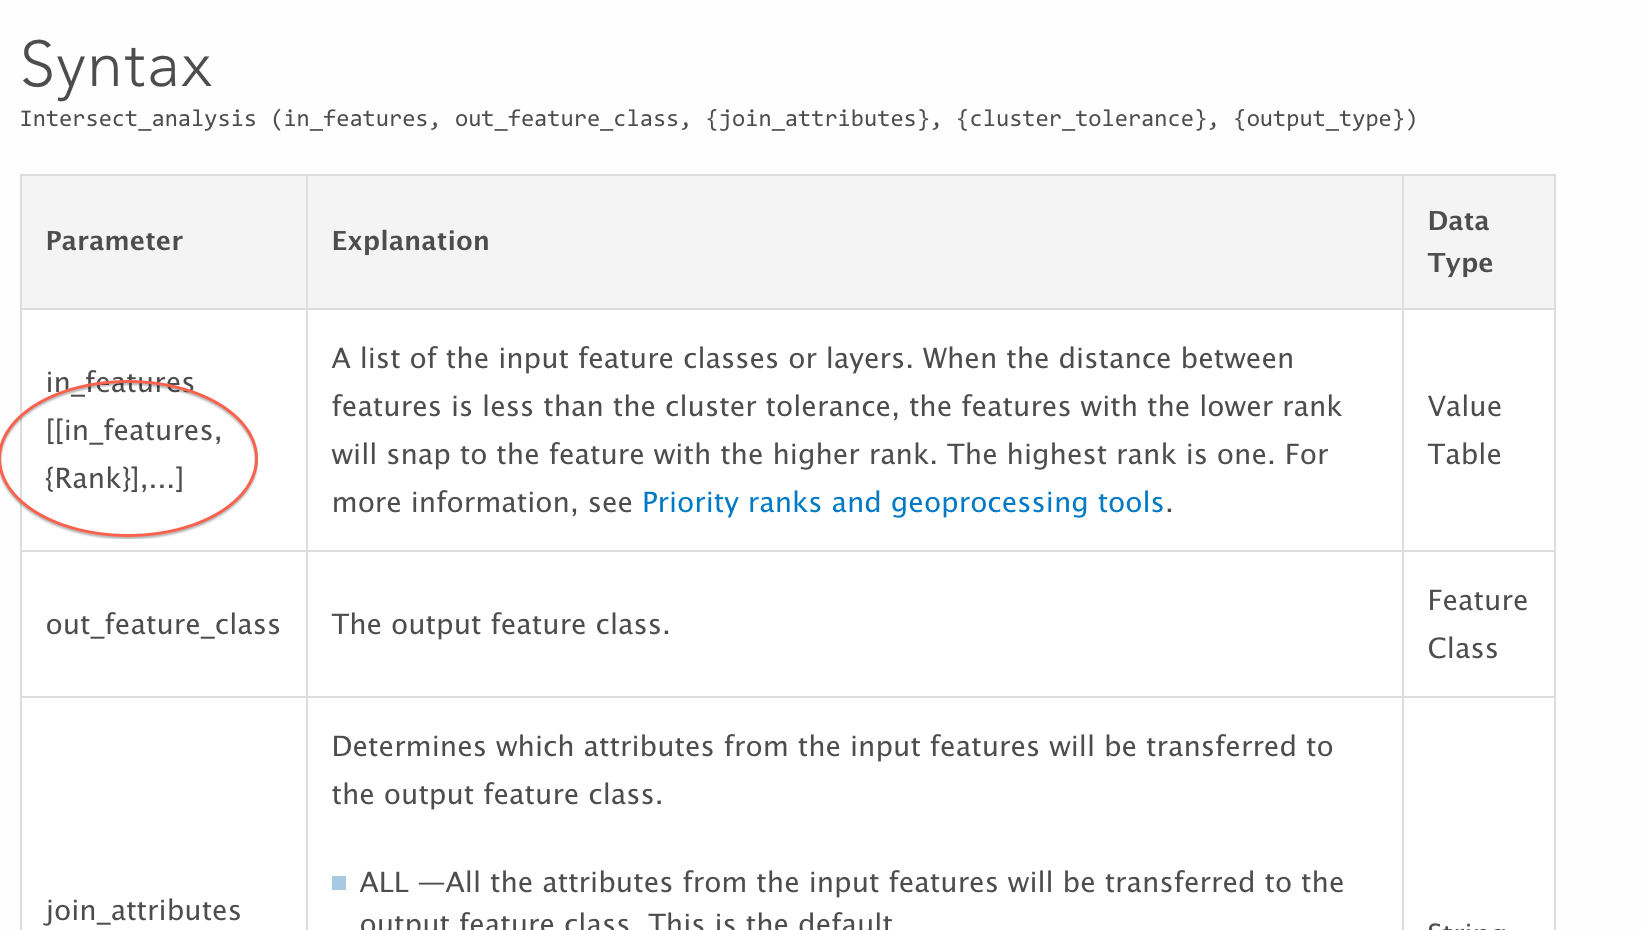 Syntax
Intersect_analysis (in_features, out_feature_class, {join_attributes}, {cluster_tolerance}, {output_type})
Parameter
Explanation
Data
Type
in_features
[[in_features,
{Rank}],...]
A list of the input feature classes or layers. When the distance between
features is less than the cluster tolerance, the features with the lower rank
will snap to the feature with the higher rank. The highest rank is one. For
more information, see Priority ranks and geoprocessing tools.
Value
Table
out_feature_class
The output feature class.
Feature
Class
join_attributes
Determines which attributes from the input features will be transferred to
the output feature class.
ALL —All the attributes from the input features will be transferred to the
output feature class. This is the default
String